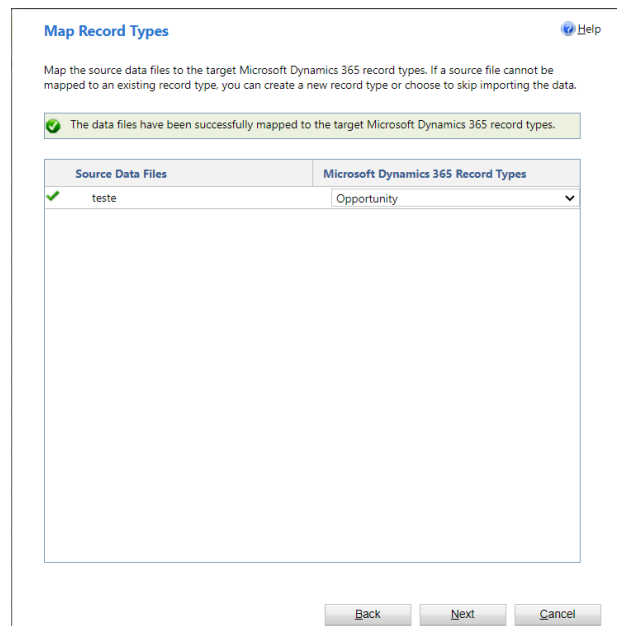 Map Record Types
Help
Map the source data files to the target Microsoft Dynamics 365 record types. If a source file cannot be
mapped to an existing record type, you can create a new record type or choose to skip importing the data.
The data files have been successfully mapped to the target Microsoft Dynamics 365 record types.
Source Data Files Microsoft Dynamics 365 Record Types
teste Opportunity
Back Next Cancel